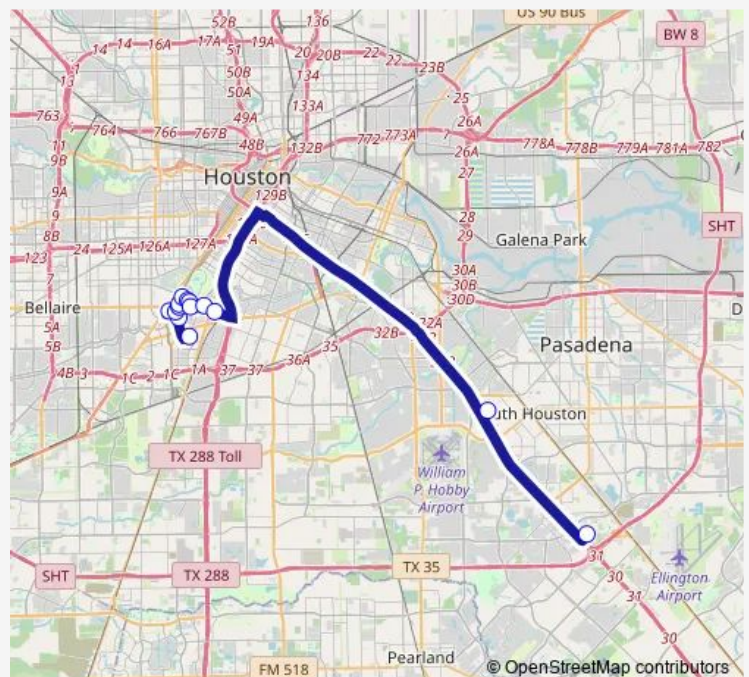 US 90 Bus
52B
51
136
19A
16A
17A
14
14
20
20B
22
22
23B
BW 8
13
50B
50A
134
25
763
11
9B
764
766
767B
49A
48B
133A
132B
772
773A
26A
26A
778A
778B
779A
781A
782
27
9A
Houston
129B
28
29
SHT
9
8B
24
125A
126A
127A
123
7
Galena Park
30A
30B
30D
Bellaire
5A
5B
32B
32A
35
36A
Pasadena
4B
3
1C
2
1C
1A
37
37
uth Houston
TX 288 Toll
William
P. Hobby
Airport
31
SHT
TX 288
TX 35
30
31
Ellington
Airport
30
Pearland
FM 518
© OpenStreetMap contributors